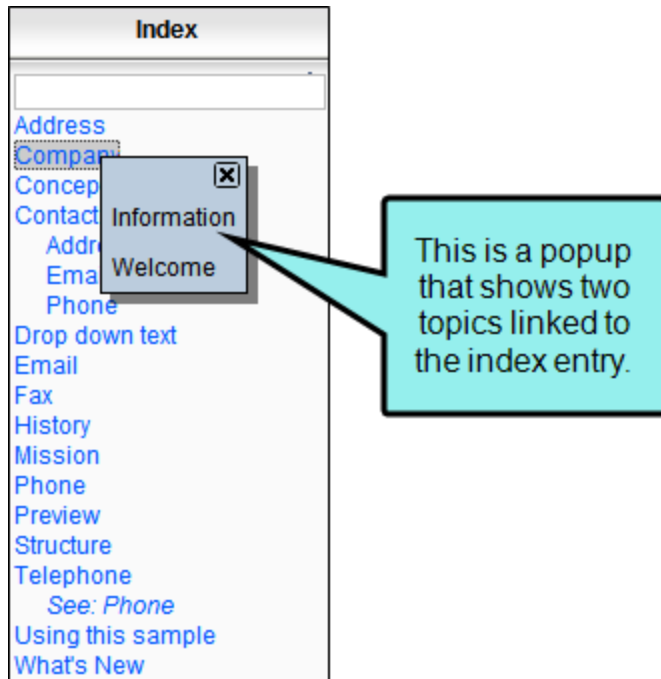 Index
Address
Company
Concep
Contact
Addr
Ema
Phone
Information
Welcome
Drop down text
Email
Fax
History
Mission
Phone
Preview
Structure
Telephone
See: Phone
Using this sample
What's New
This is a popup
that shows two
topics linked to
the index entry.